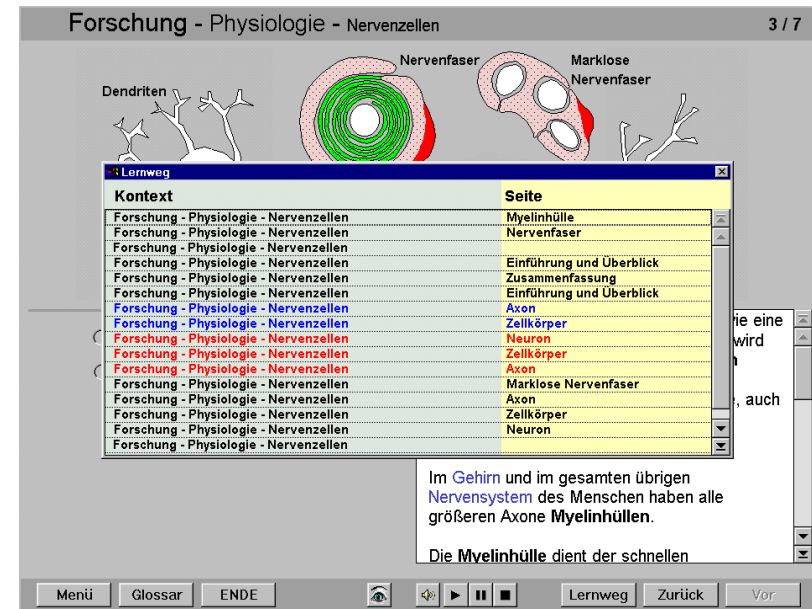 Forschung - Physiologie - Nervenzellen 3 / 7
Nervenfaser
Marklose
Nervenfaser
Dendriten
Lernweg
Kontext Seite
Forschung - Physiologie - Nervenzellen Myelinhülle
Forschung - Physiologie - Nervenzellen Nervenfaser
Forschung - Physiologie - Nervenzellen
Forschung - Physiologie - Nervenzellen Einführung und Überblick
Forschung - Physiologie - Nervenzellen Zusammenfassung
Forschung - Physiologie - Nervenzellen Einführung und Überblick
Forschung - Physiologie - Nervenzellen Axon
Forschung - Physiologie - Nervenzellen Zellkörper
Forschung - Physiologie - Nervenzellen Neuron
Forschung - Physiologie - Nervenzellen Zellkörper
Forschung - Physiologie - Nervenzellen Axon
Forschung - Physiologie - Nervenzellen Marklose Nervenfaser
Forschung - Physiologie - Nervenzellen Axon
Forschung - Physiologie - Nervenzellen Zellkörper
Forschung - Physiologie - Nervenzellen Neuron
Forschung - Physiologie - Nervenzellen
eine
wird
auch
Im Gehirn und im gesamten übrigen
Nervensystem des Menschen haben alle
größeren Axone Myelinhüllen.
Die Myelinhülle dient der schnellen
Menü Glossar ENDE Lernweg Zurück Vor